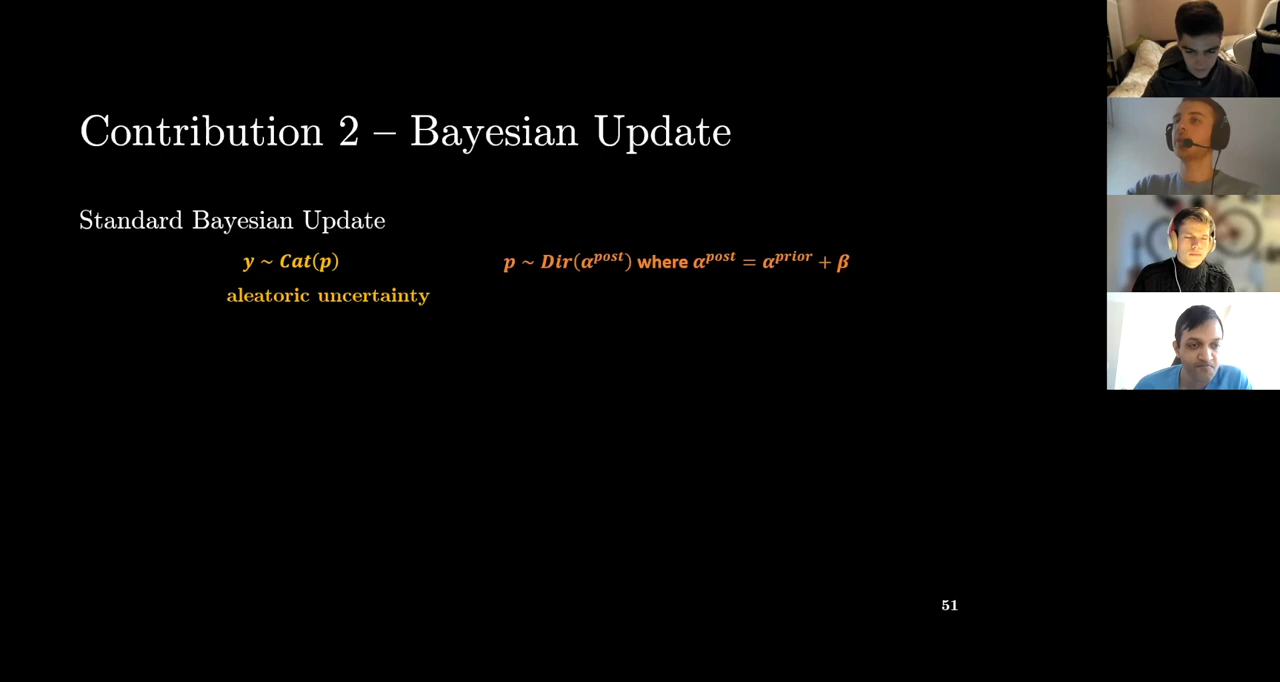 Contribution 2 – Bayesian Update
Standard Bayesian Update
y ~ Cat(p) p ~ Dir(α^post) where α^post = α^prior + β
aleatoric uncertainty
51